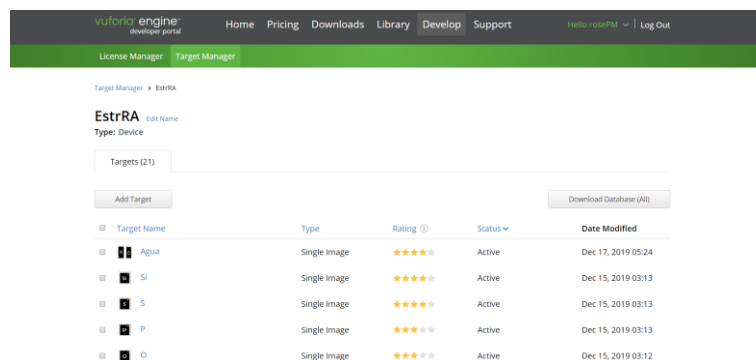 vuforia engine developer portal
Home Pricing Downloads Library Develop Support
Hello rosePM | Log Out
License Manager Target Manager
Target Manager > EstrRA
EstrRA Edit Name
Type: Device
Targets (21)
Add Target Download Database (All)
Target Name Type Rating Status Date Modified
Agua Single Image Active Dec 17, 2019 05:24
Si Si Single Image Active Dec 15, 2019 03:13
S S Single Image Active Dec 15, 2019 03:13
P Single Image Active Dec 15, 2019 03:13
O O Single Image Active Dec 15, 2019 03:12